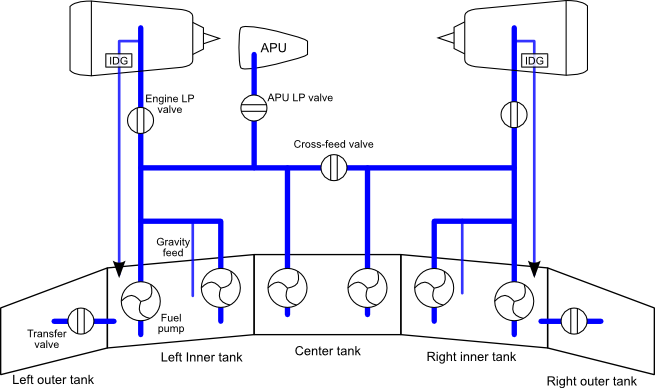 APU
IDG
IDG
Engine LP
valve
APU LP valve
Cross-feed valve
Gravity
feed
Fuel
pump
Transfer
valve
Left Inner tank
Center tank
Right inner tank
Left outer tank
Right outer tank